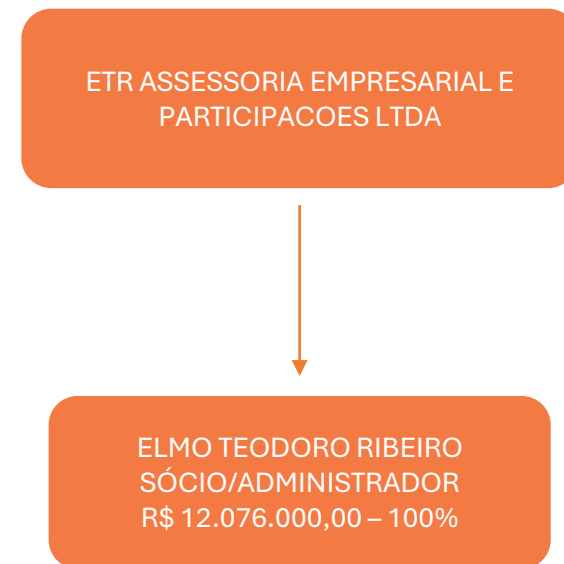 ETR ASSESSORIA EMPRESARIAL E
PARTICIPACOES LTDA
ELMO TEODORO RIBEIRO
SÓCIO/ADMINISTRADOR
R$ 12.076.000,00 – 100%